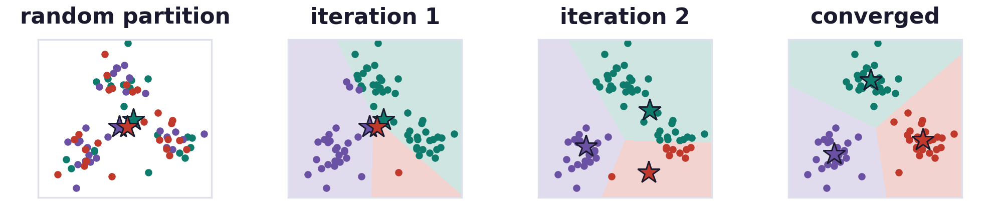 random partition
iteration 1
iteration 2
converged